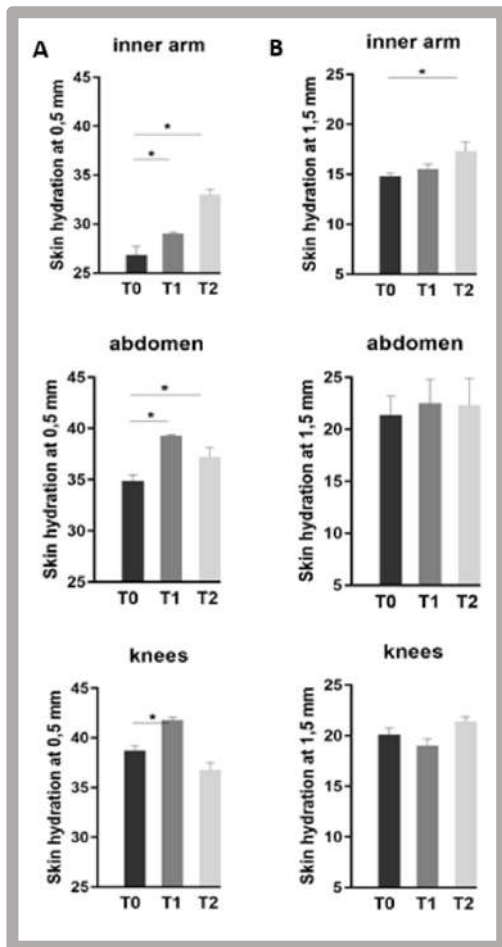 A
inner arm
Skin hydration at 0,5 mm
45
40
35
30
25
*
*
T0 T1 T2
B
inner arm
Skin hydration at 1,5 mm
25
20
15
10
5
*
T0 T1 T2
abdomen
Skin hydration at 0,5 mm
45
40
35
30
25
*
*
T0 T1 T2
abdomen
Skin hydration at 1,5 mm
25
20
15
10
5
T0 T1 T2
knees
Skin hydration at 0,5 mm
45
40
35
30
25
*
T0 T1 T2
knees
Skin hydration at 1,5 mm
25
20
15
10
5
T0 T1 T2